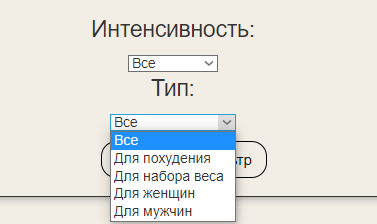 Интенсивность:
Все
Тип:
Все
Все
Для похудения
Для набора веса
Для женщин
Для мужчин